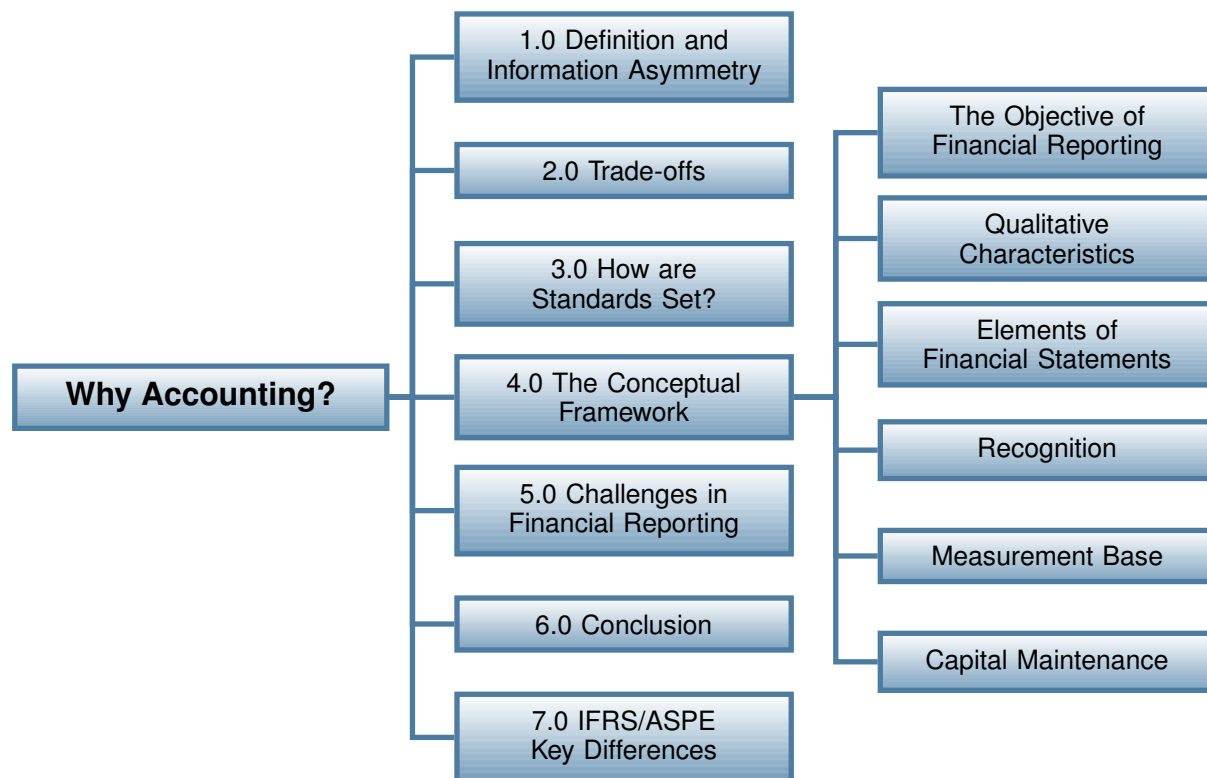 Why Accounting?
1.0 Definition and
Information Asymmetry
2.0 Trade-offs
3.0 How are
Standards Set?
4.0 The Conceptual
Framework
5.0 Challenges in
Financial Reporting
6.0 Conclusion
7.0 IFRS/ASPE
Key Differences
The Objective of
Financial Reporting
Qualitative
Characteristics
Elements of
Financial Statements
Recognition
Measurement Base
Capital Maintenance